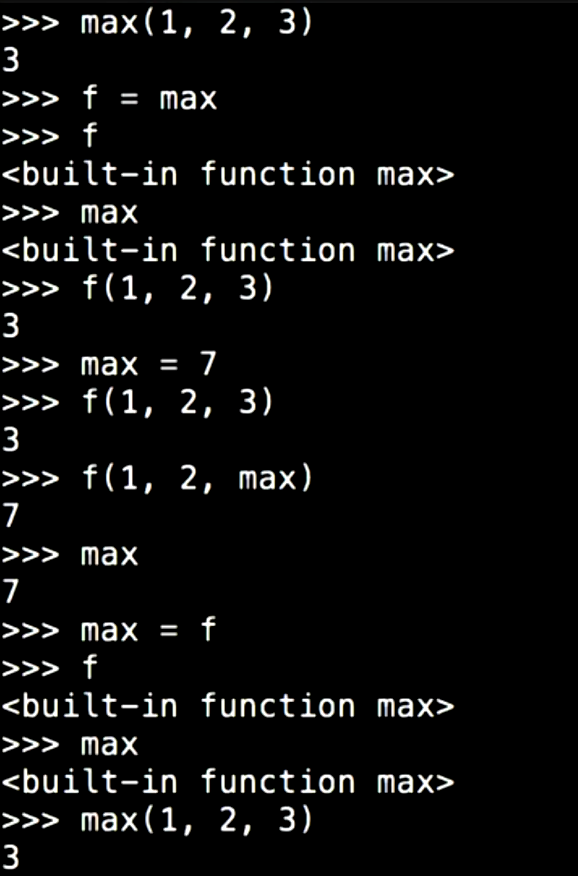 >>> max(1, 2, 3)
3
>>> f = max
>>> f
<built-in function max>
>>> max
<built-in function max>
>>> f(1, 2, 3)
3
>>> max = 7
>>> f(1, 2, 3)
3
>>> f(1, 2, max)
7
>>> max
7
>>> max = f
>>> f
<built-in function max>
>>> max
<built-in function max>
>>> max(1, 2, 3)
3